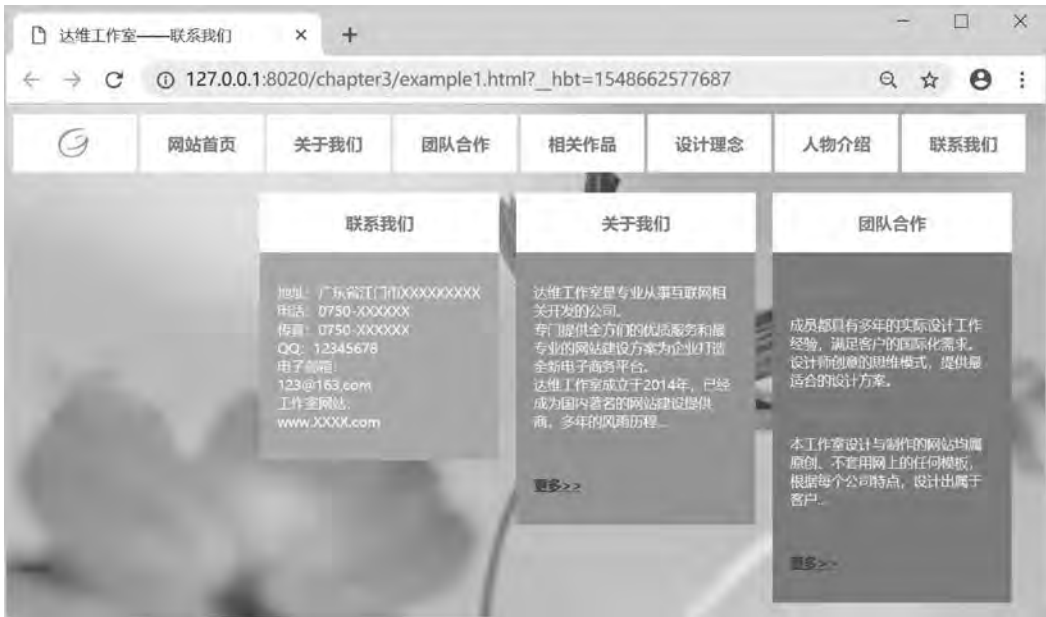 达维工作室——联系我们
127.0.0.1:8020/chapter3/example1.html?__hbt=1548662577687
网站首页 关于我们 团队合作 相关作品 设计理念 人物介绍 联系我们
联系我们
地址：广东省江门市XXXXXXXXX
电话：0750-XXXXXX
传真：0750-XXXXXX
QQ：12345678
电子邮箱：
123@163.com
工作室网站：
www.XXXX.com
关于我们
达维工作室是专业从事互联网相
关开发的公司。
专门提供全方们的优质服务和最
专业的网站建设方案为企业打造
全新电子商务平台。
达维工作室成立于2014年，已经
成为国内著名的网站建设提供
商，多年的风雨历程...
更多>>
团队合作
成员都具有多年的实际设计工作
经验，满足客户的国际化需求。
设计师创意的思维模式，提供最
适合的设计方案。
本工作室设计与制作的网站均属
原创、不套用网上的任何模板，
根据每个公司特点，设计出属于
客户...
更多>>